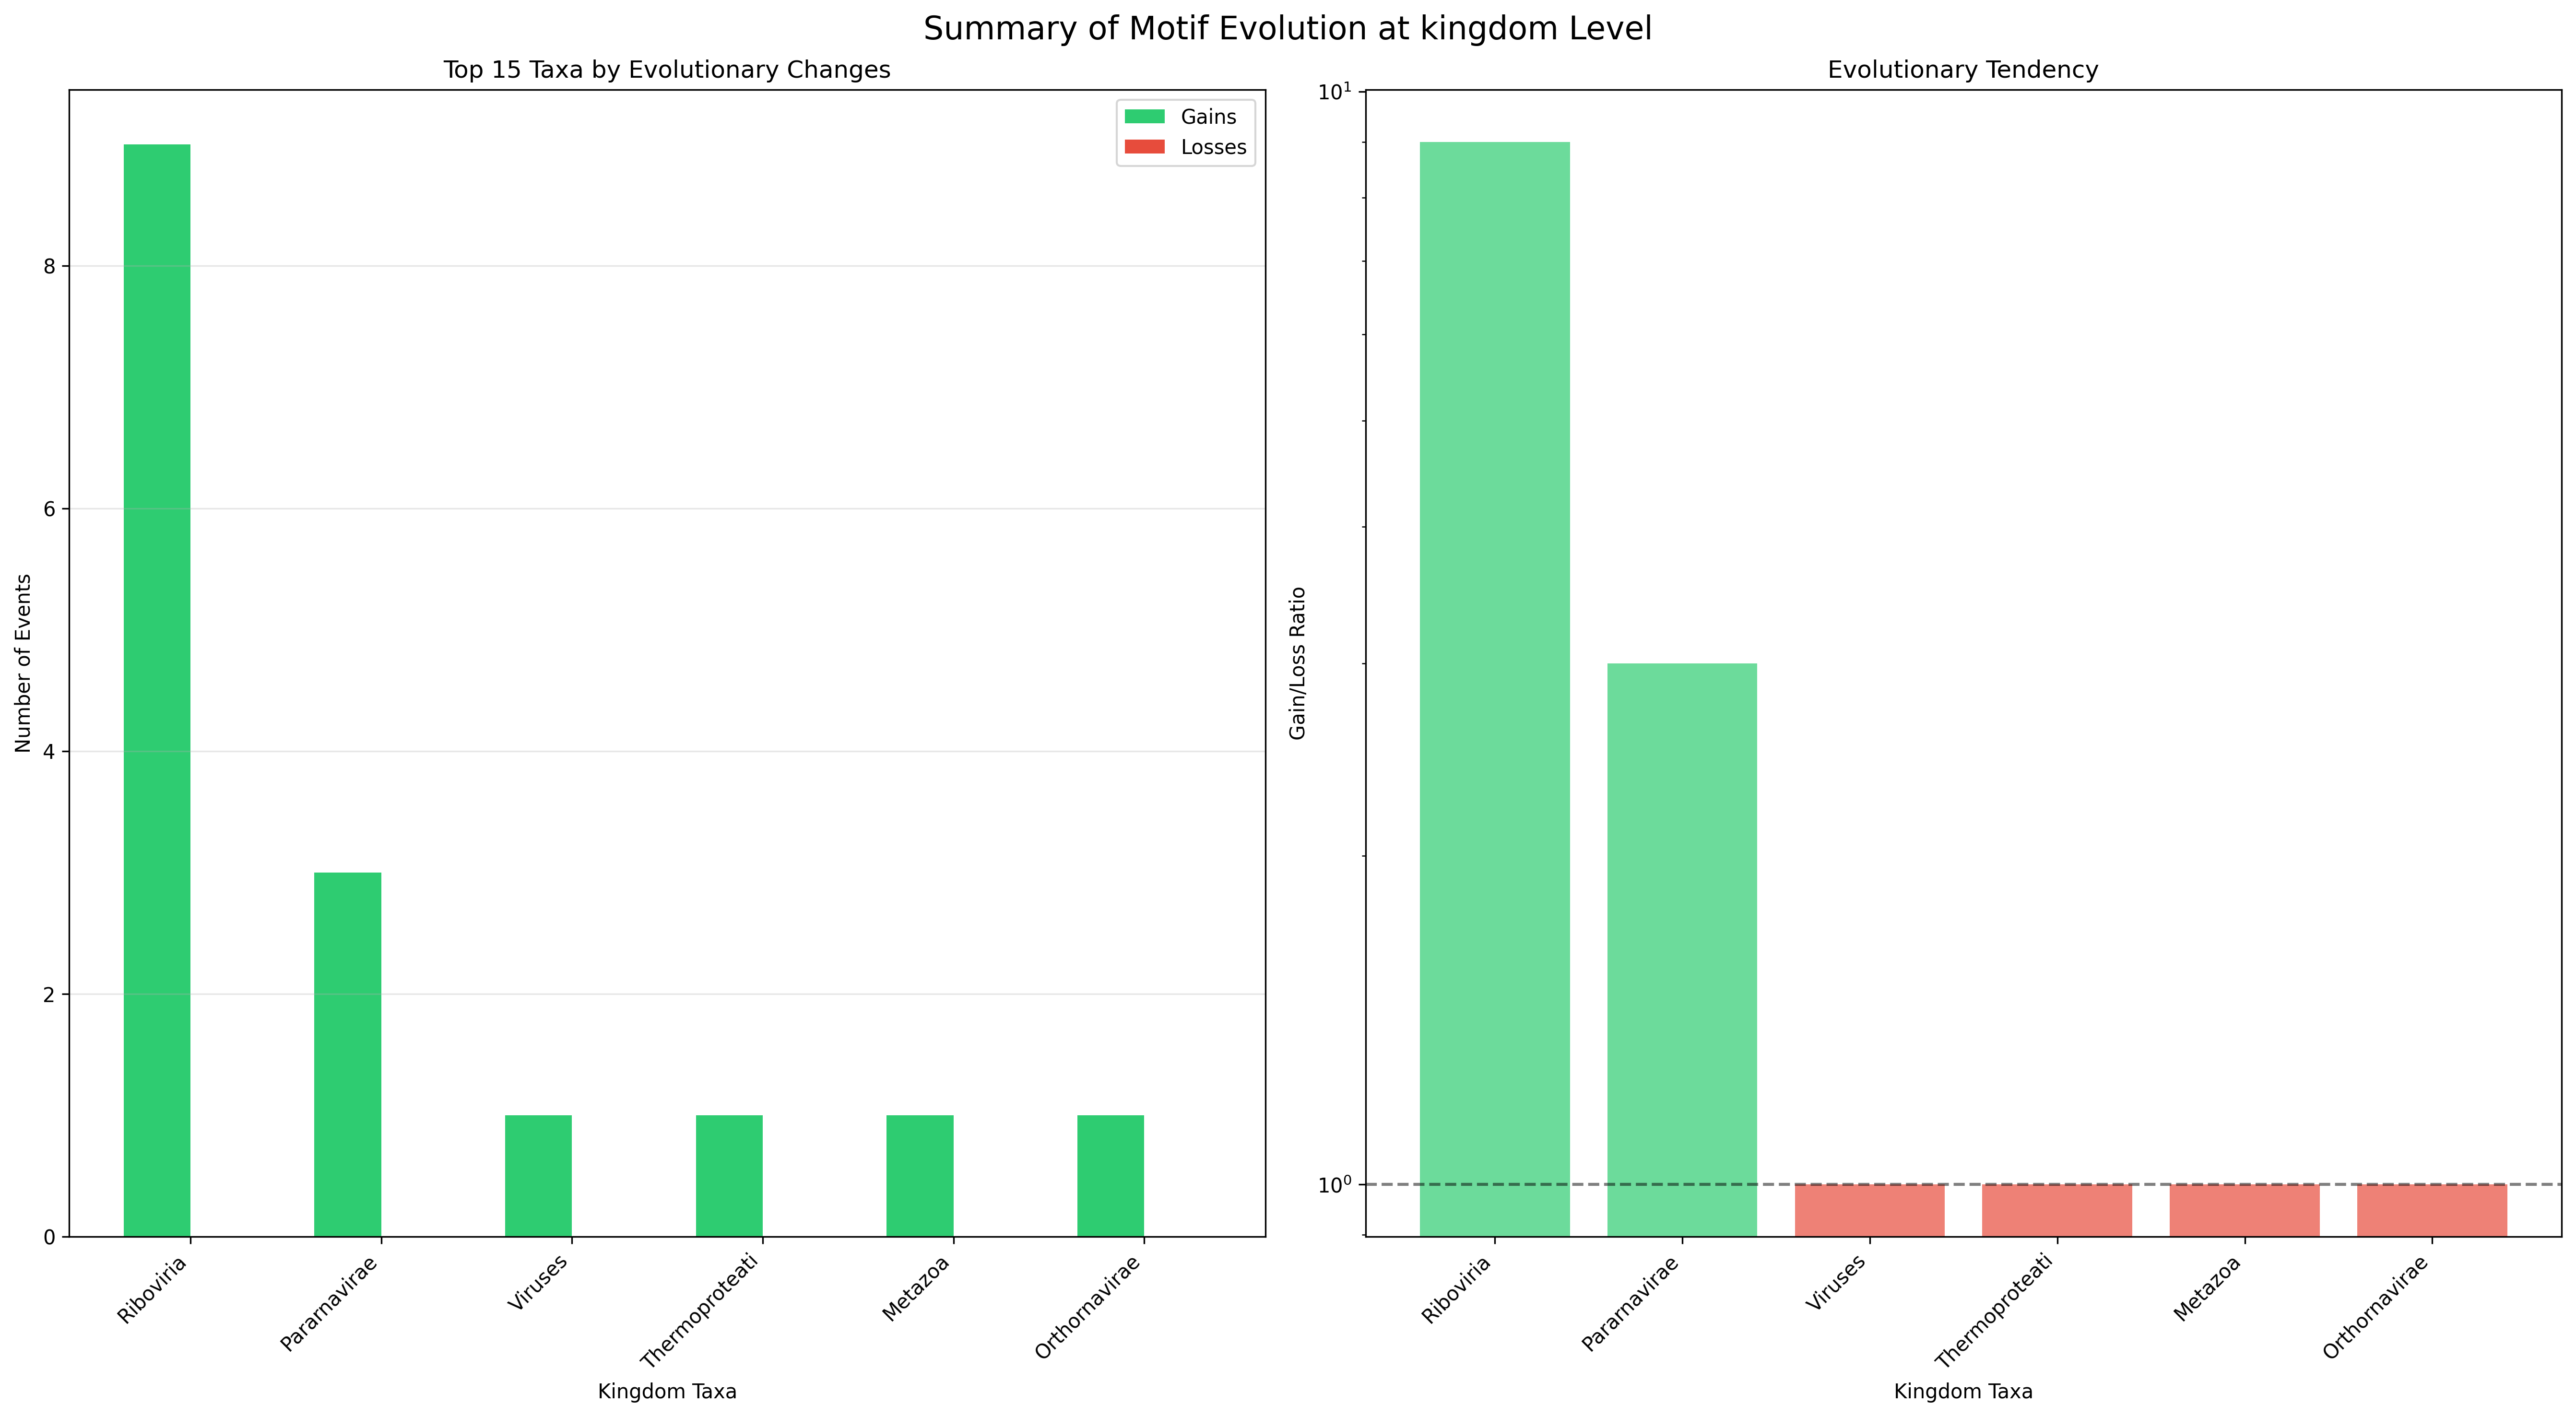 Summary of Motif Evolution at kingdom Level
Top 15 Taxa by Evolutionary Changes
Gains
Losses
Number of Events
8
6
4
2
0
Riboviria
Pararnavirae
Viruses
Thermoproteati
Metazoa
Orthornavirae
Kingdom Taxa
Evolutionary Tendency
Gain/Loss Ratio
10¹
10⁰
Riboviria
Pararnavirae
Viruses
Thermoproteati
Metazoa
Orthornavirae
Kingdom Taxa